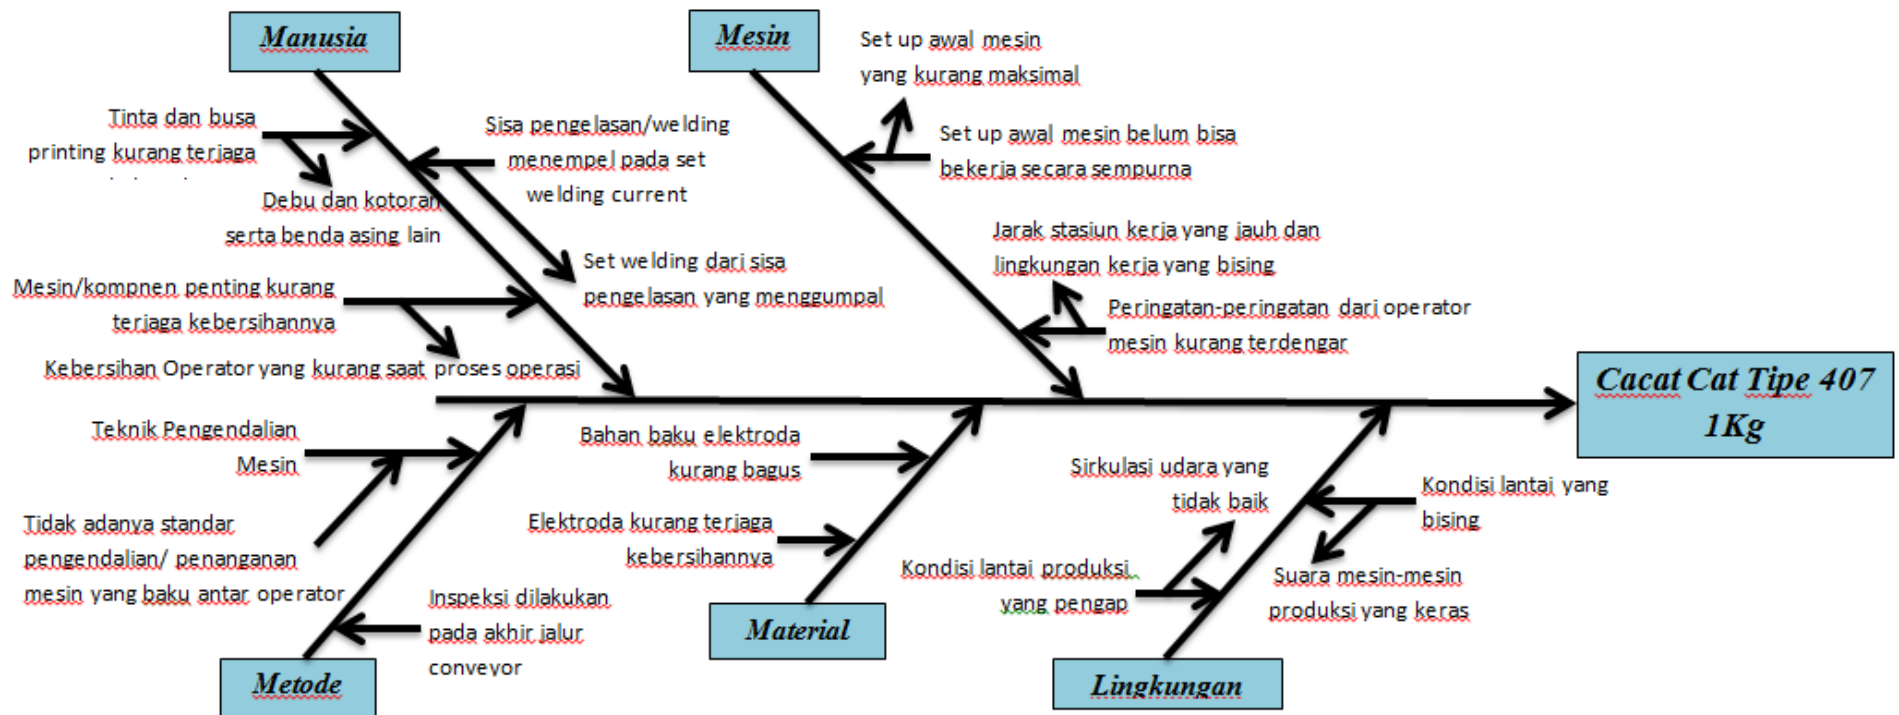 Manusia
Mesin
Set up awal mesin
yang kurang maksimal
Tinta dan busa
printing kurang terjaga
Sisa pengelasan/welding
menempel pada set
welding current
Set up awal mesin belum bisa
bekerja secara sempurna
Debu dan kotoran
serta benda asing lain
Jarak stasiun kerja yang jauh dan
lingkungan kerja yang bising
Set welding dari sisa
pengelasan yang menggumpal
Mesin/kompnen penting kurang
terjaga kebersihannya
Peringatan-peringatan dari operator
mesin kurang terdengar
Kebersihan Operator yang kurang saat proses operasi
Cacat Cat Tipe 407
1Kg
Teknik Pengendalian
Mesin
Bahan baku elektroda
kurang bagus
Sirkulasi udara yang
tidak baik
Kondisi lantai yang
bising
Tidak adanya standar
pengendalian/ penanganan
mesin yang baku antar operator
Elektroda kurang terjaga
kebersihannya
Kondisi lantai produksi
yang pengap
Suara mesin-mesin
produksi yang keras
Inspeksi dilakukan
pada akhir jalur
conveyor
Material
Metode
Lingkungan